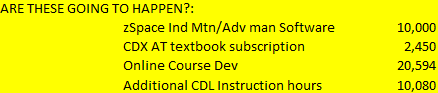 ARE THESE GOING TO HAPPEN?:
zSpace Ind Mtn/Adv man Software 10,000
CDX AT textbook subscription 2,450
Online Course Dev 20,594
Additional CDL Instruction hours 10,080